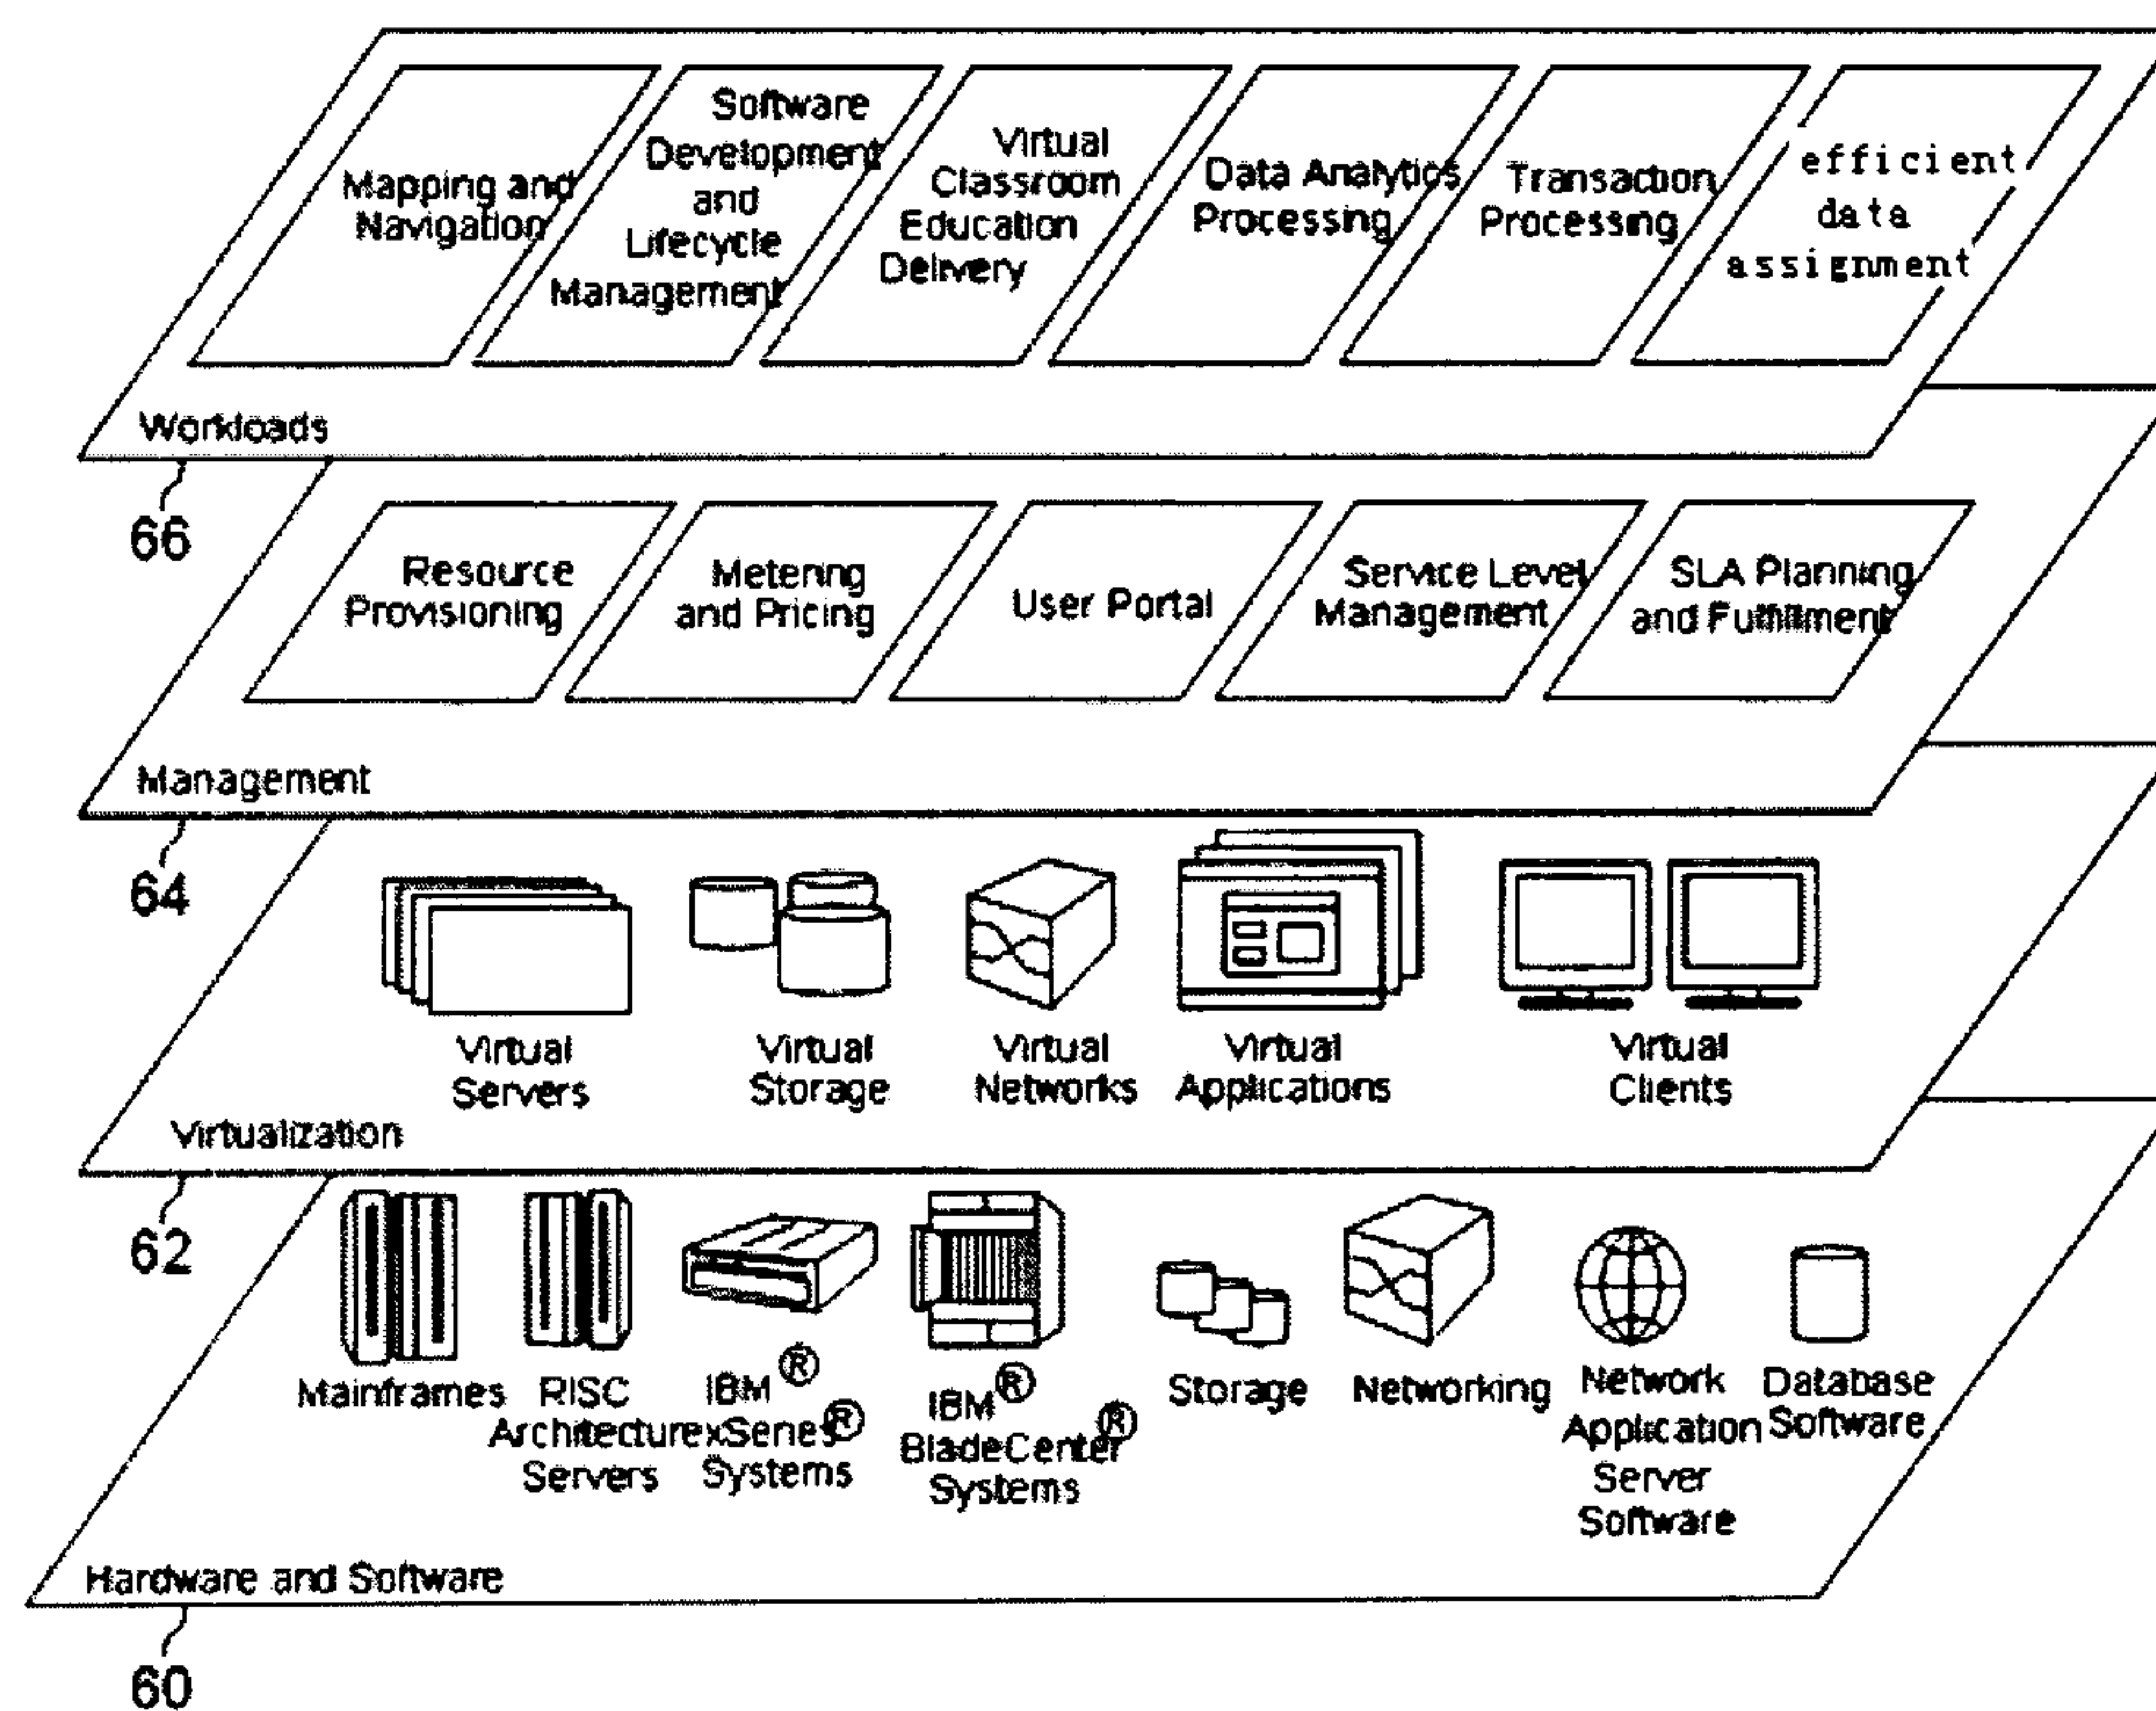 Mapping and
Navigation
Software
Development
and
Lifecycle
Management
Virtual
Classroom
Education
Delivery
Data Analytics
Processing
Transaction
Processing
efficient
data
assignment
Workloads
66
Resource
Provisioning
Metering
and Pricing
User Portal
Service Level
Management
SLA Planning
and Fulfillment
Management
64
Virtual
Servers
Virtual
Storage
Virtual
Networks
Virtual
Applications
Virtual
Clients
Virtualization
62
Mainframes
RISC
Architecture
Servers
IBM ®
xSeries ®
Systems
IBM ®
BladeCenter ®
Systems
Storage
Networking
Network
Application
Server
Software
Database
Software
Hardware and Software
60